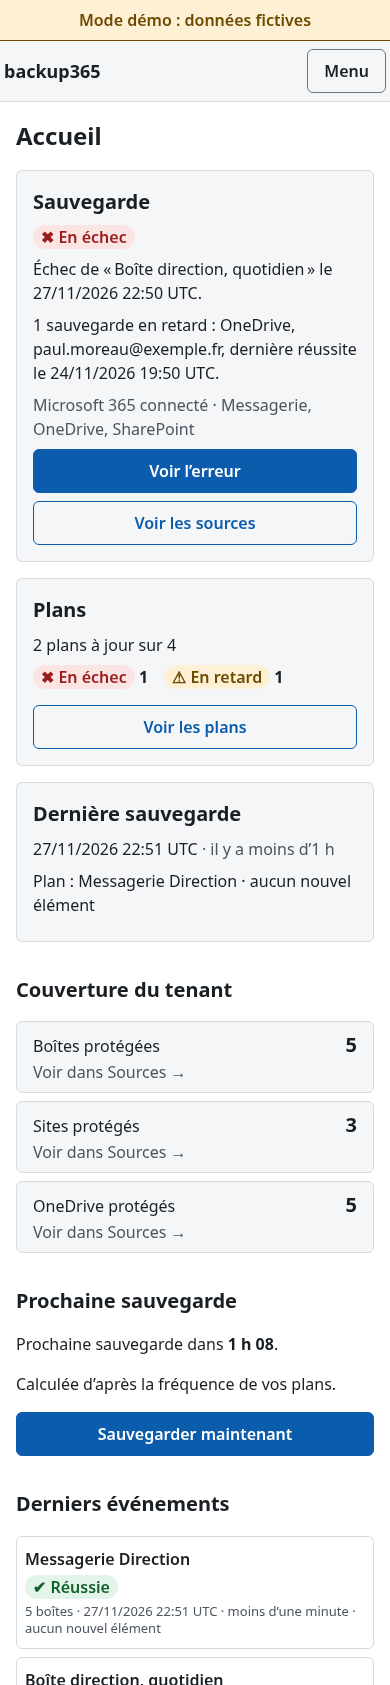 Mode démo : données fictives
backup365
Menu
Accueil
Sauvegarde
✖ En échec
Échec de « Boîte direction, quotidien » le
27/11/2026 22:50 UTC.
1 sauvegarde en retard : OneDrive,
paul.moreau@exemple.fr, dernière réussite
le 24/11/2026 19:50 UTC.
Microsoft 365 connecté · Messagerie,
OneDrive, SharePoint
Voir l’erreur
Voir les sources
Plans
2 plans à jour sur 4
✖ En échec 1 ⚠ En retard 1
Voir les plans
Dernière sauvegarde
27/11/2026 22:51 UTC · il y a moins d’1 h
Plan : Messagerie Direction · aucun nouvel
élément
Couverture du tenant
Boîtes protégées 5
Voir dans Sources →
Sites protégés 3
Voir dans Sources →
OneDrive protégés 5
Voir dans Sources →
Prochaine sauvegarde
Prochaine sauvegarde dans 1 h 08.
Calculée d’après la fréquence de vos plans.
Sauvegarder maintenant
Derniers événements
Messagerie Direction
✔ Réussie
5 boîtes · 27/11/2026 22:51 UTC · moins d’une minute ·
aucun nouvel élément
Boîte direction, quotidien